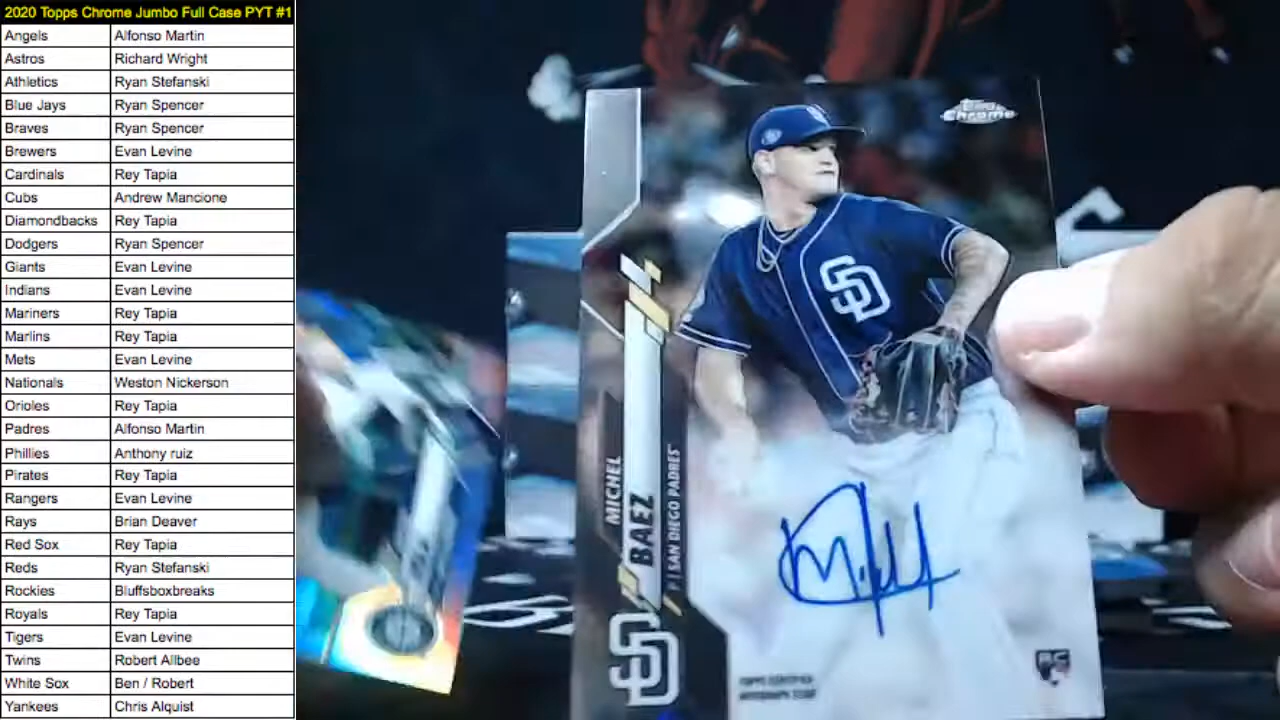 2020 Topps Chrome Jumbo Full Case PYT #1
Angels Alfonso Martin
Astros Richard Wright
Athletics Ryan Stefanski
Blue Jays Ryan Spencer
Braves Ryan Spencer
Brewers Evan Levine
Cardinals Rey Tapia
Cubs Andrew Mancione
Diamondbacks Rey Tapia
Dodgers Ryan Spencer
Giants Evan Levine
Indians Evan Levine
Mariners Rey Tapia
Marlins Rey Tapia
Mets Evan Levine
Nationals Weston Nickerson
Orioles Rey Tapia
Padres Alfonso Martin
Phillies Anthony ruiz
Pirates Rey Tapia
Rangers Evan Levine
Rays Brian Deaver
Red Sox Rey Tapia
Reds Ryan Stefanski
Rockies Bluffsboxbreaks
Royals Rey Tapia
Tigers Evan Levine
Twins Robert Allbee
White Sox Ben / Robert
Yankees Chris Alquist
Topps
Chrome
SD
MICHEL
BAEZ
P | SAN DIEGO PADRES
SD
TOPPS CERTIFIED
AUTOGRAPH ISSUE
RC